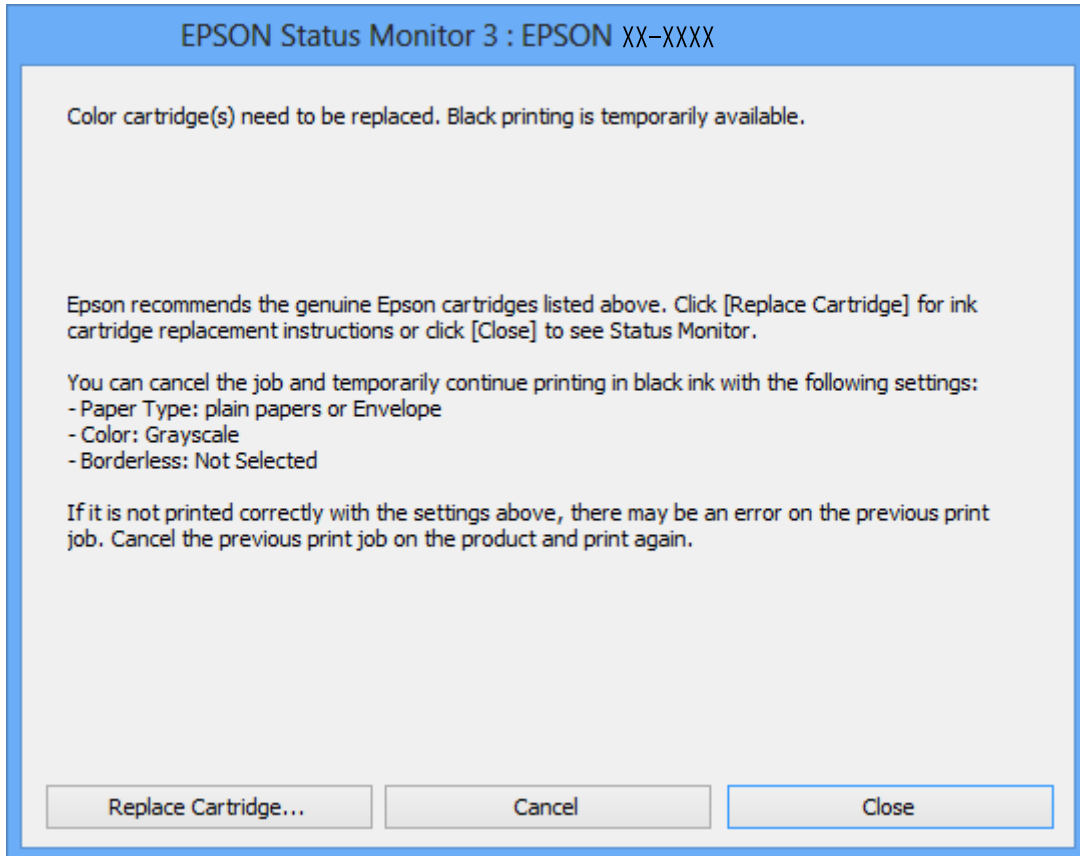 EPSON Status Monitor 3 : EPSON XX-XXXX
Color cartridge(s) need to be replaced. Black printing is temporarily available.
Epson recommends the genuine Epson cartridges listed above. Click [Replace Cartridge] for ink
cartridge replacement instructions or click [Close] to see Status Monitor.
You can cancel the job and temporarily continue printing in black ink with the following settings:
- Paper Type: plain papers or Envelope
- Color: Grayscale
- Borderless: Not Selected
If it is not printed correctly with the settings above, there may be an error on the previous print
job. Cancel the previous print job on the product and print again.
Replace Cartridge...
Cancel
Close